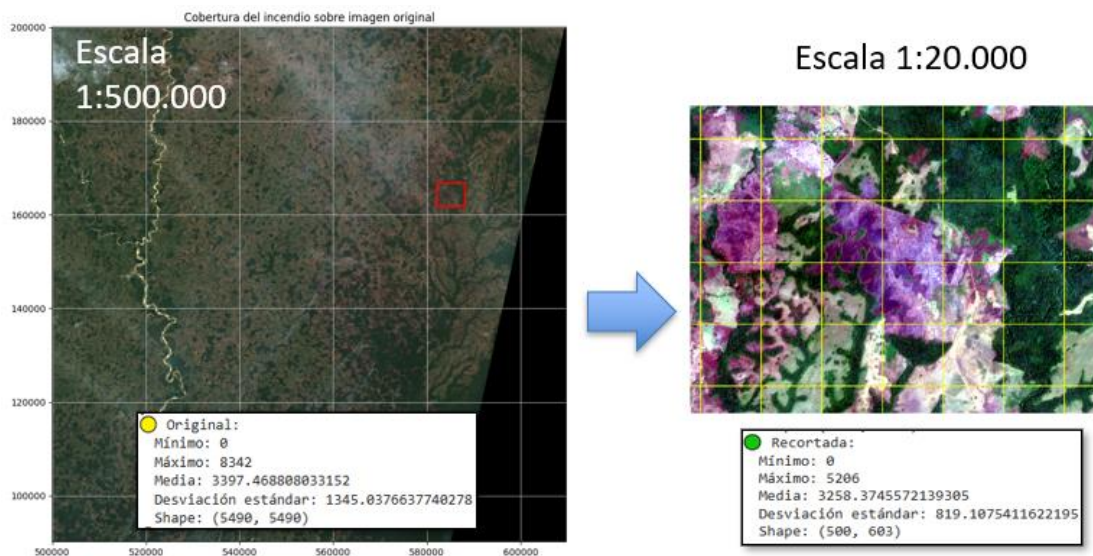 Cobertura del incendio sobre imagen original
Escala
1:500.000
200000
180000
160000
140000
120000
100000
500000 520000 540000 560000 580000 600000
Original:
Mínimo: 0
Máximo: 8342
Media: 3397.468808033152
Desviación estándar: 1345.0376637740278
Shape: (5490, 5490)
Escala 1:20.000
Recortada:
Mínimo: 0
Máximo: 5206
Media: 3258.3745572139305
Desviación estándar: 819.1075411622195
Shape: (500, 603)